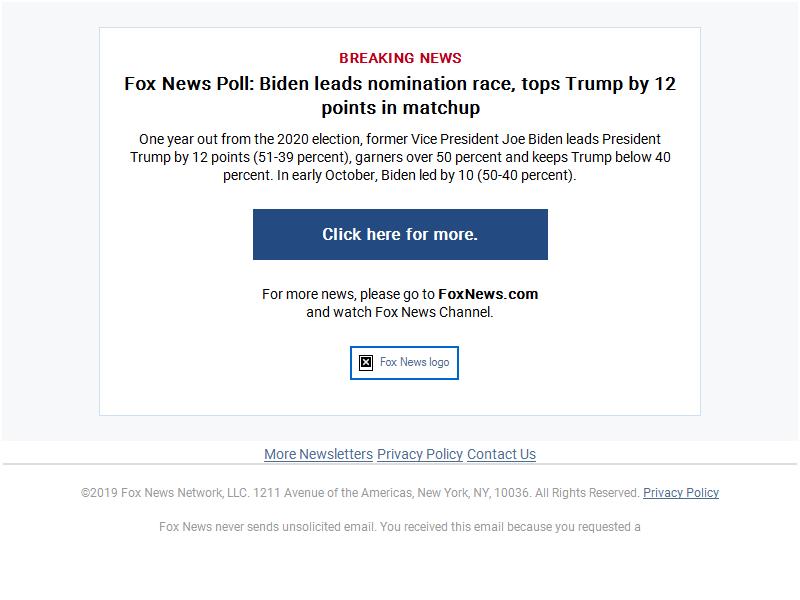 BREAKING NEWS
Fox News Poll: Biden leads nomination race, tops Trump by 12
points in matchup
One year out from the 2020 election, former Vice President Joe Biden leads President
Trump by 12 points (51-39 percent), garners over 50 percent and keeps Trump below 40
percent. In early October, Biden led by 10 (50-40 percent).
Click here for more.
For more news, please go to FoxNews.com
and watch Fox News Channel.
Fox News logo
More Newsletters Privacy Policy Contact Us
©2019 Fox News Network, LLC. 1211 Avenue of the Americas, New York, NY, 10036. All Rights Reserved. Privacy Policy
Fox News never sends unsolicited email. You received this email because you requested a